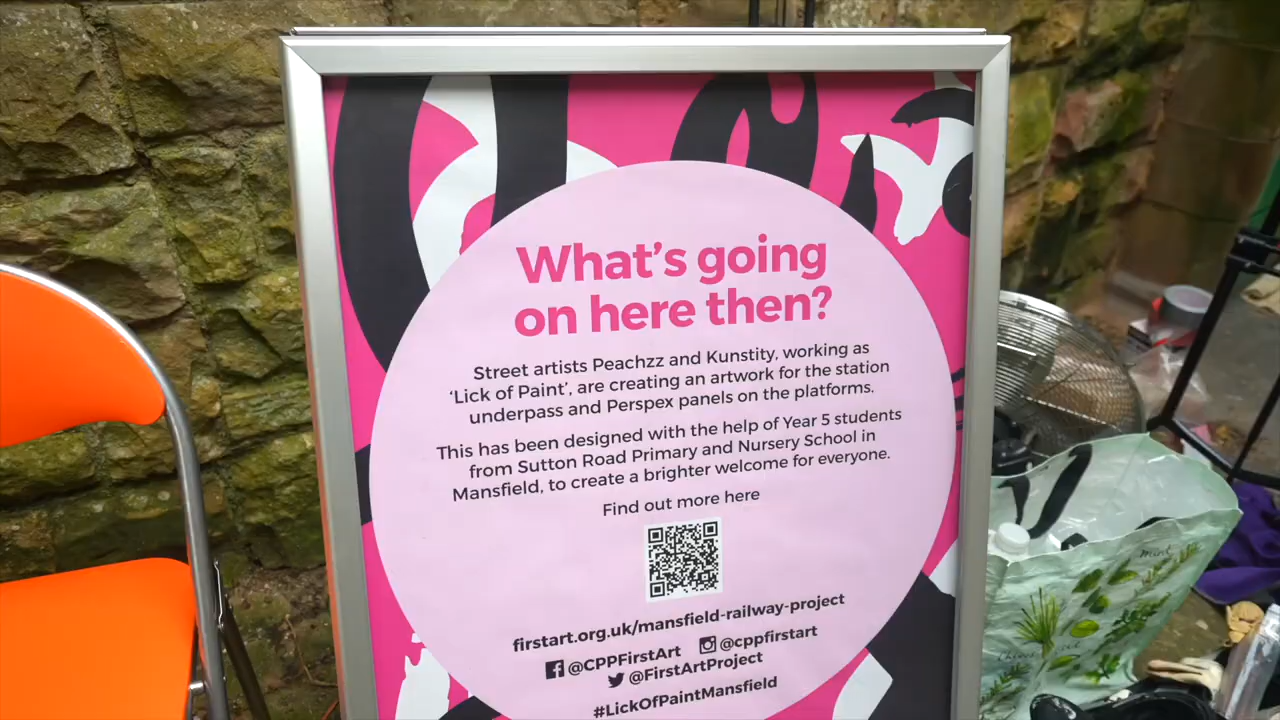 What's going
on here then?
Street artists Peachzz and Kunstity, working as
'Lick of Paint', are creating an artwork for the station
underpass and Perspex panels on the platforms.
This has been designed with the help of Year 5 students
from Sutton Road Primary and Nursery School in
Mansfield, to create a brighter welcome for everyone.
Find out more here
firstart.org.uk/mansfield-railway-project
@CPPFirstArt @cppfirstart
@FirstArtProject
#LickOfPaintMansfield
mint